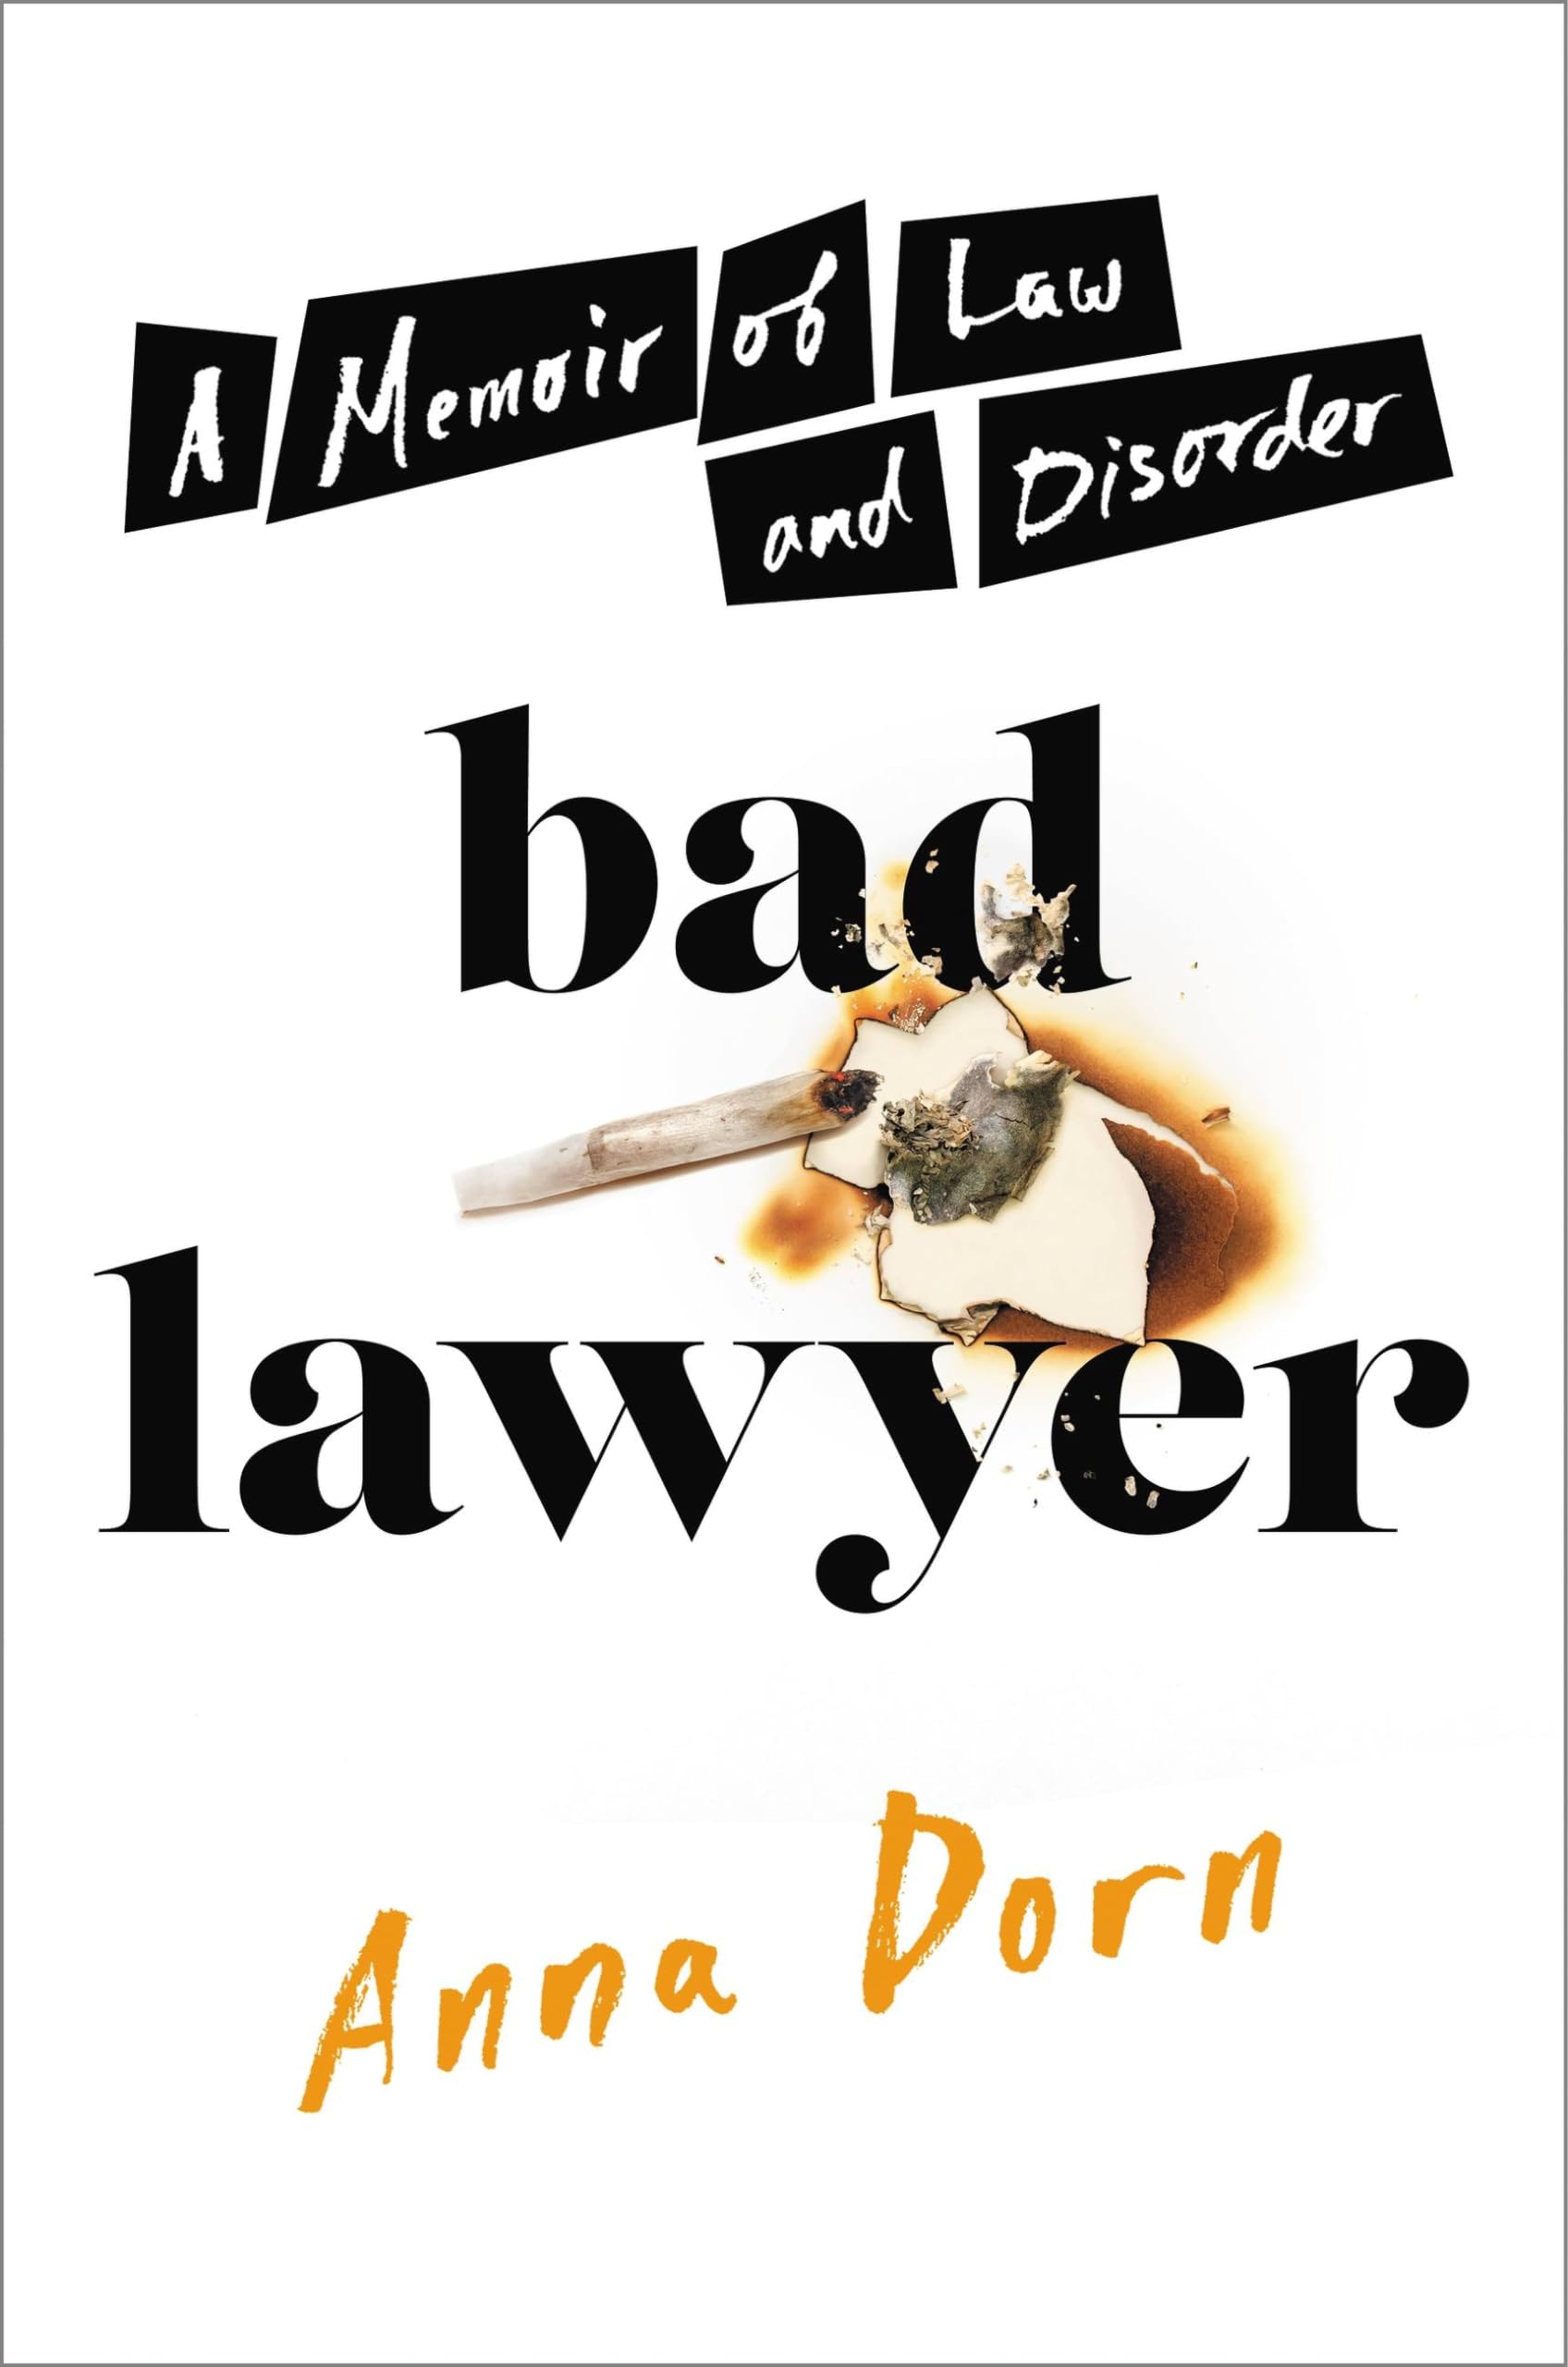 A Memoir of Law
and Disorder
bad
lawyer
Anna Dorn